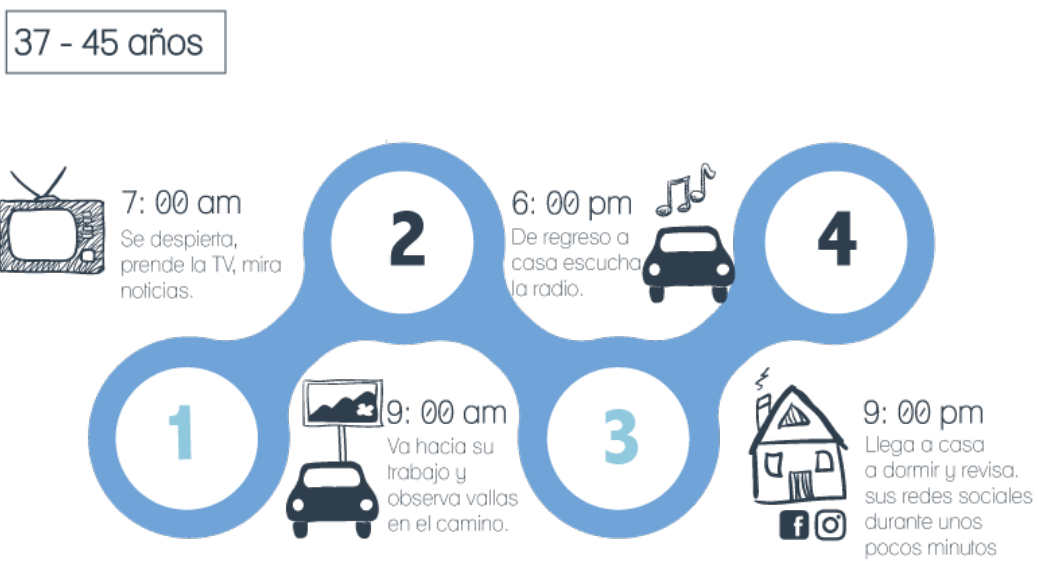 37 - 45 años
1
7: 00 am
Se despierta,
prende la TV, mira
noticias.
2
9: 00 am
Va hacia su
trabajo y
observa vallas
en el camino.
3
6: 00 pm
De regreso a
casa escucha
la radio.
4
9: 00 pm
Llega a casa
a dormir y revisa.
sus redes sociales
durante unos
pocos minutos